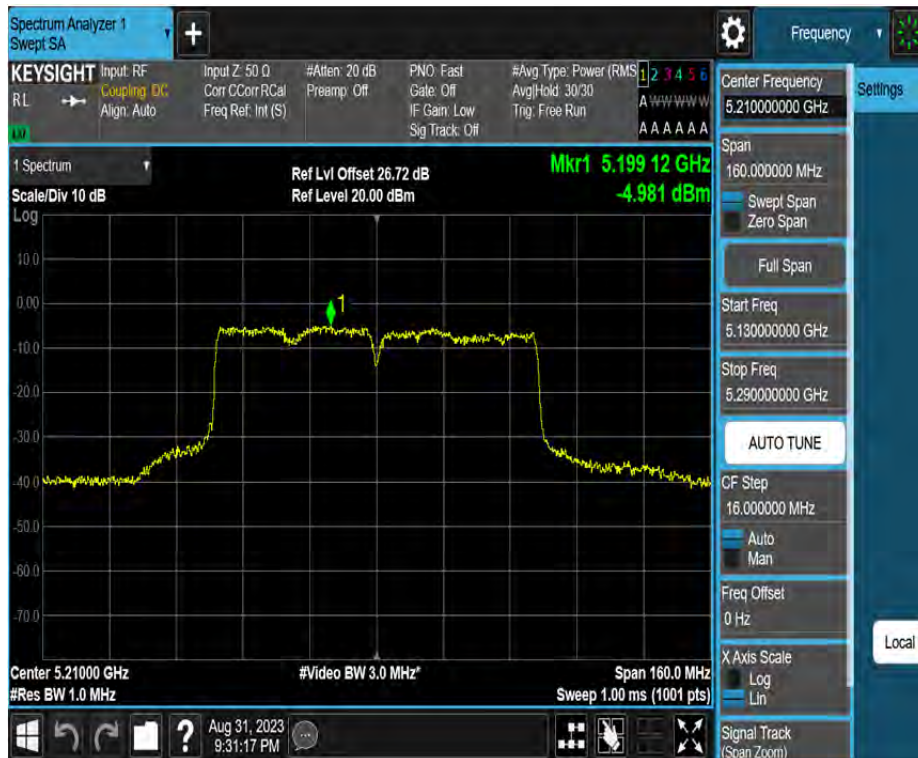 Spectrum Analyzer 1
Swept SA
+
Frequency
KEYSIGHT
RL
Input: RF
Coupling: DC
Align: Auto
Input Z: 50 Ω
Corr CCorr RCal
Freq Ref: Int (S)
#Atten: 20 dB
Preamp: Off
PNO: Fast
Gate: Off
IF Gain: Low
Sig Track: Off
#Avg Type: Power (RMS
Avg|Hold: 30/30
Trig: Free Run
1 2 3 4 5 6
A W W W W W
A A A A A A
1 Spectrum
Scale/Div 10 dB
Log
Ref Lvl Offset 26.72 dB
Ref Level 20.00 dBm
Mkr1 5.199 12 GHz
-4.981 dBm
10.0
0.00
-10.0
-20.0
-30.0
-40.0
-50.0
-60.0
-70.0
1
Center 5.21000 GHz
#Res BW 1.0 MHz
#Video BW 3.0 MHz*
Span 160.0 MHz
Sweep 1.00 ms (1001 pts)
Aug 31, 2023
9:31:17 PM
?
Center Frequency
5.210000000 GHz
Settings
Span
160.000000 MHz
Swept Span
Zero Span
Full Span
Start Freq
5.130000000 GHz
Stop Freq
5.290000000 GHz
AUTO TUNE
CF Step
16.000000 MHz
Auto
Man
Freq Offset
0 Hz
X Axis Scale
Log
Lin
Local
Signal Track
(Span Zoom)